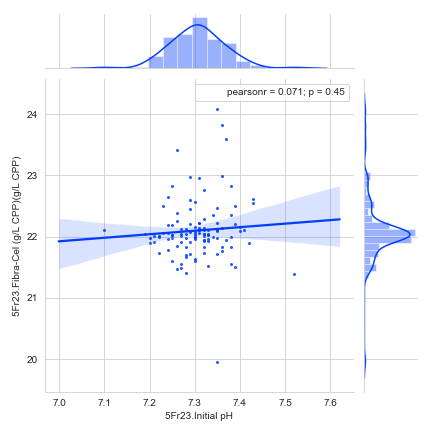 pearsonr = 0.071; p = 0.45
24
23
22
21
20
5Fr23.Fibra-Cel (g/L CPP)(g/L CPP)
7.0 7.1 7.2 7.3 7.4 7.5 7.6
5Fr23.Initial pH